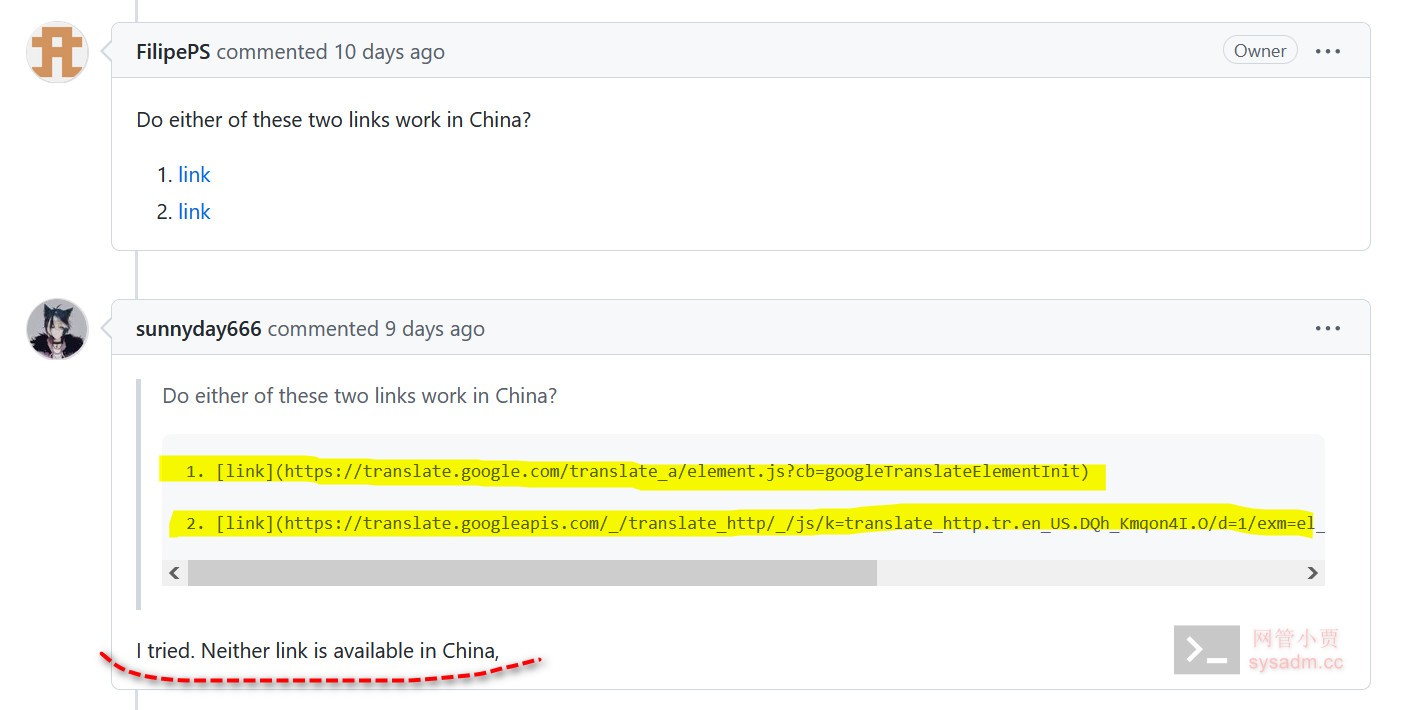 FilipePS commented 10 days ago
Owner
Do either of these two links work in China?
1. link
2. link
sunnyday666 commented 9 days ago
Do either of these two links work in China?
1. [link](https://translate.google.com/translate_a/element.js?cb=googleTranslateElementInit)
2. [link](https://translate.googleapis.com/_/translate_http/_/js/k=translate_http.tr.en_US.DQh_Kmqon4I.O/d=1/exm=el_
I tried. Neither link is available in China,
网管小贾
sysadm.cc